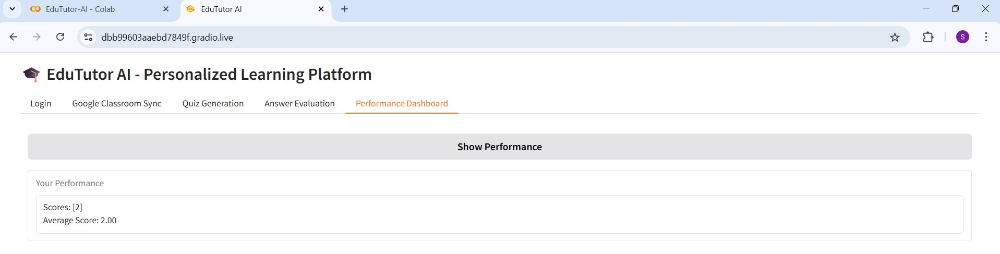 EduTutor-AI - Colab
EduTutor AI
dbb99603aaebd7849f.gradio.live
S
EduTutor AI - Personalized Learning Platform
Login Google Classroom Sync Quiz Generation Answer Evaluation Performance Dashboard
Show Performance
Your Performance
Scores: [2]
Average Score: 2.00